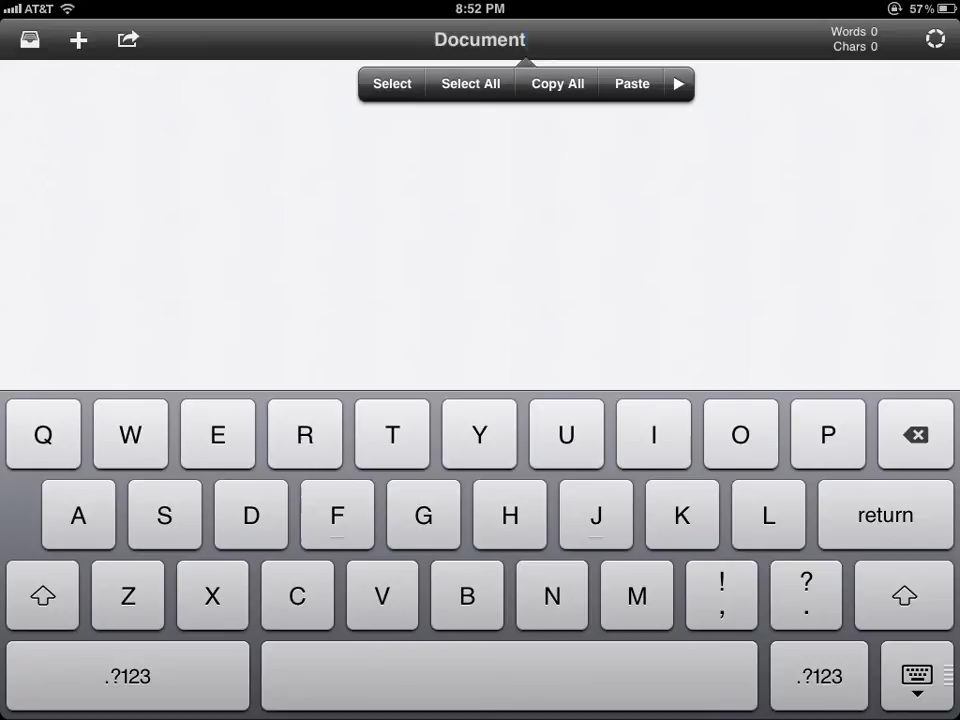 AT&T 8:52 PM 57%
Document
Words 0
Chars 0
Select Select All Copy All Paste
Q W E R T Y U I O P
A S D F G H J K L return
Z X C V B N M ! , ? .
.?123 .?123